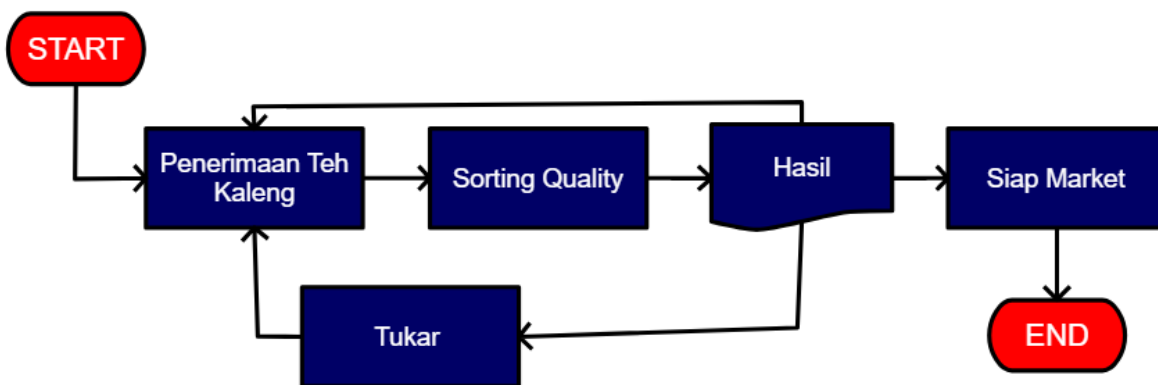 START
Penerimaan Teh
Kaleng
Sorting Quality
Hasil
Siap Market
Tukar
END